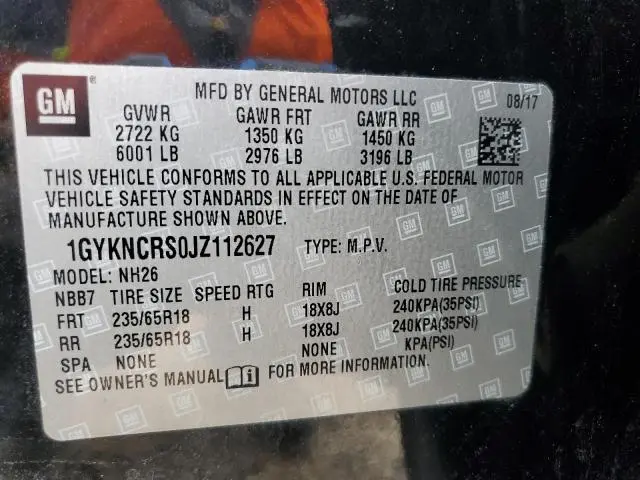 GM ®
MFD BY GENERAL MOTORS LLC 08/17
GVWR GAWR FRT GAWR RR
2722 KG 1350 KG 1450 KG
6001 LB 2976 LB 3196 LB
THIS VEHICLE CONFORMS TO ALL APPLICABLE U.S. FEDERAL MOTOR
VEHICLE SAFETY STANDARDS IN EFFECT ON THE DATE OF
MANUFACTURE SHOWN ABOVE.
1GYKNCRS0JZ112627 TYPE: M.P.V.
MODEL: NH26
NBB7 TIRE SIZE SPEED RTG RIM COLD TIRE PRESSURE
FRT 235/65R18 H 18X8J 240KPA(35PSI)
RR 235/65R18 H 18X8J 240KPA(35PSI)
SPA NONE NONE KPA(PSI)
SEE OWNER'S MANUAL i FOR MORE INFORMATION.